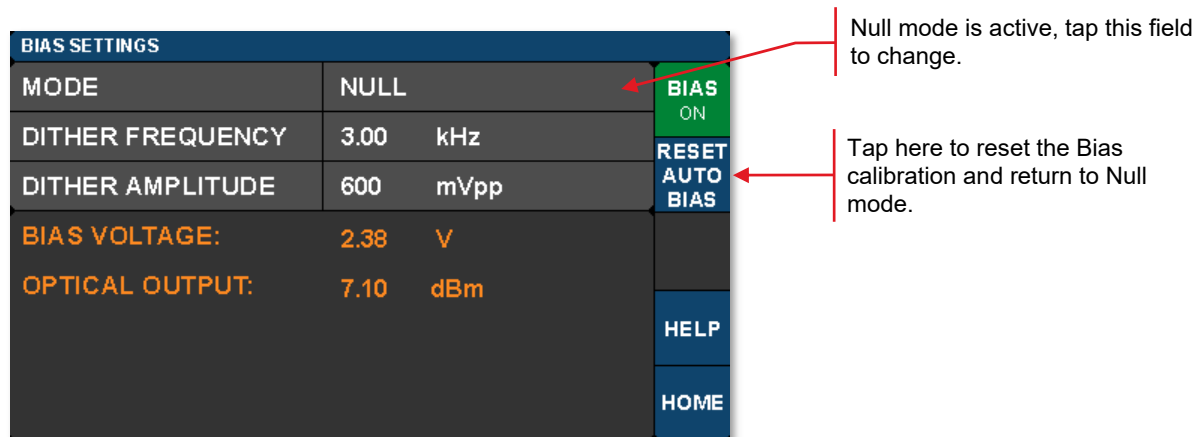 BIAS SETTINGS
MODE NULL
DITHER FREQUENCY 3.00 kHz
DITHER AMPLITUDE 600 mVpp
BIAS VOLTAGE: 2.38 V
OPTICAL OUTPUT: 7.10 dBm
BIAS
ON
RESET
AUTO
BIAS
HELP
HOME
Null mode is active, tap this field
to change.
Tap here to reset the Bias
calibration and return to Null
mode.